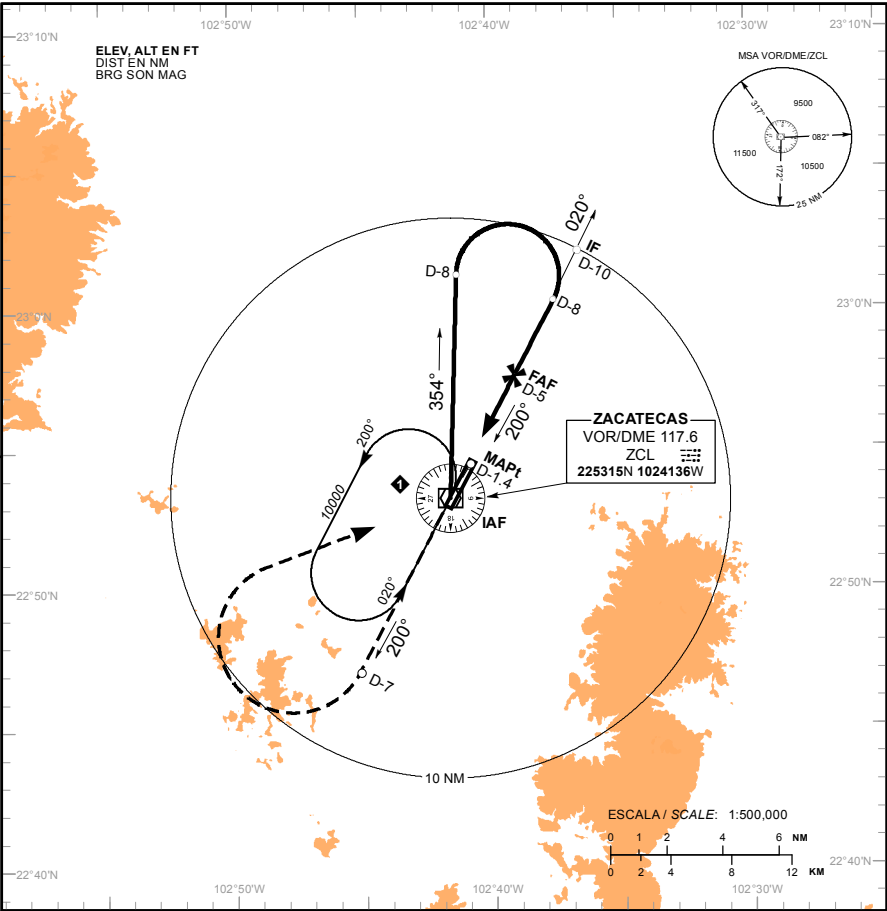 102°50'W
102°40'W
102°30'W
23°10'N
23°10'N
ELEV, ALT EN FT
DIST EN NM
BRG SON MAG
MSA VOR/DME/ZCL
317°
9500
082°
11500
10500
172°
25 NM
020°
IF
D-10
D-8
D-8
23°0'N
23°0'N
354°
FAF
D-5
200°
ZACATECAS
VOR/DME 117.6
ZCL
225315N 1024136W
200°
MAPt
D-1.4
1
10000
27
9
18
IAF
020°
22°50'N
22°50'N
200°
D-7
10 NM
ESCALA / SCALE: 1:500,000
0 1 2 4 6 NM
0 2 4 8 12 KM
22°40'N
22°40'N
102°50'W
102°40'W
102°30'W